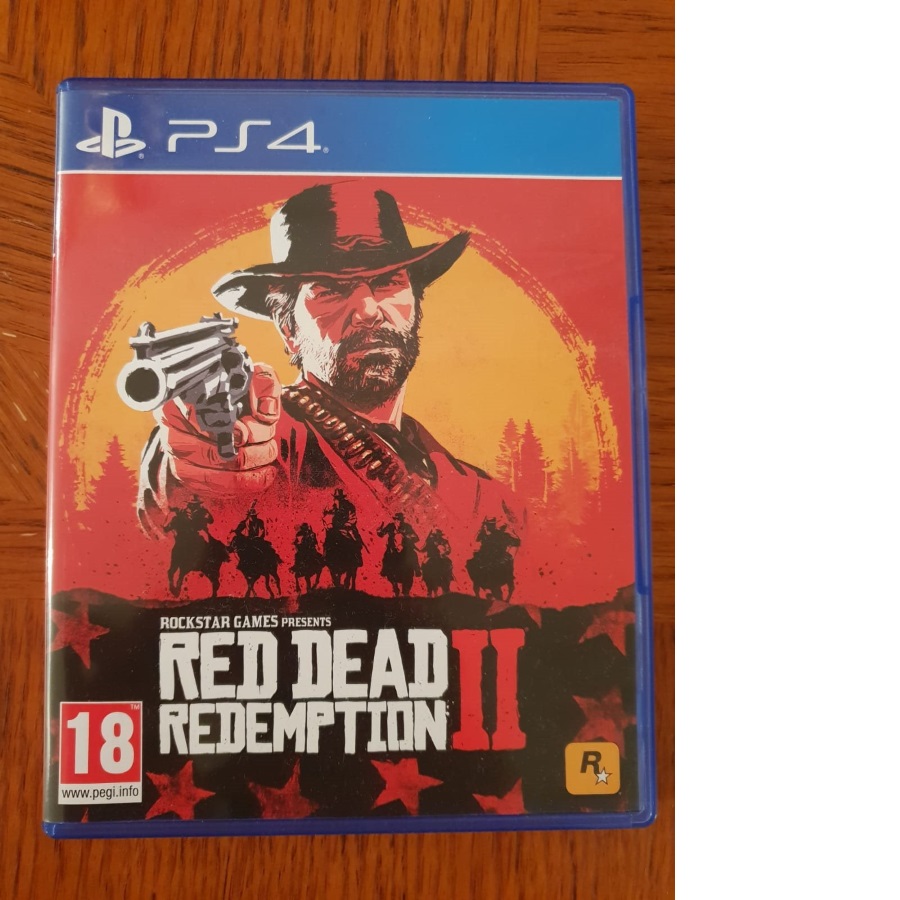 PS4
ROCKSTAR GAMES PRESENTS
RED DEAD
REDEMPTION II
18
www.pegi.info
R